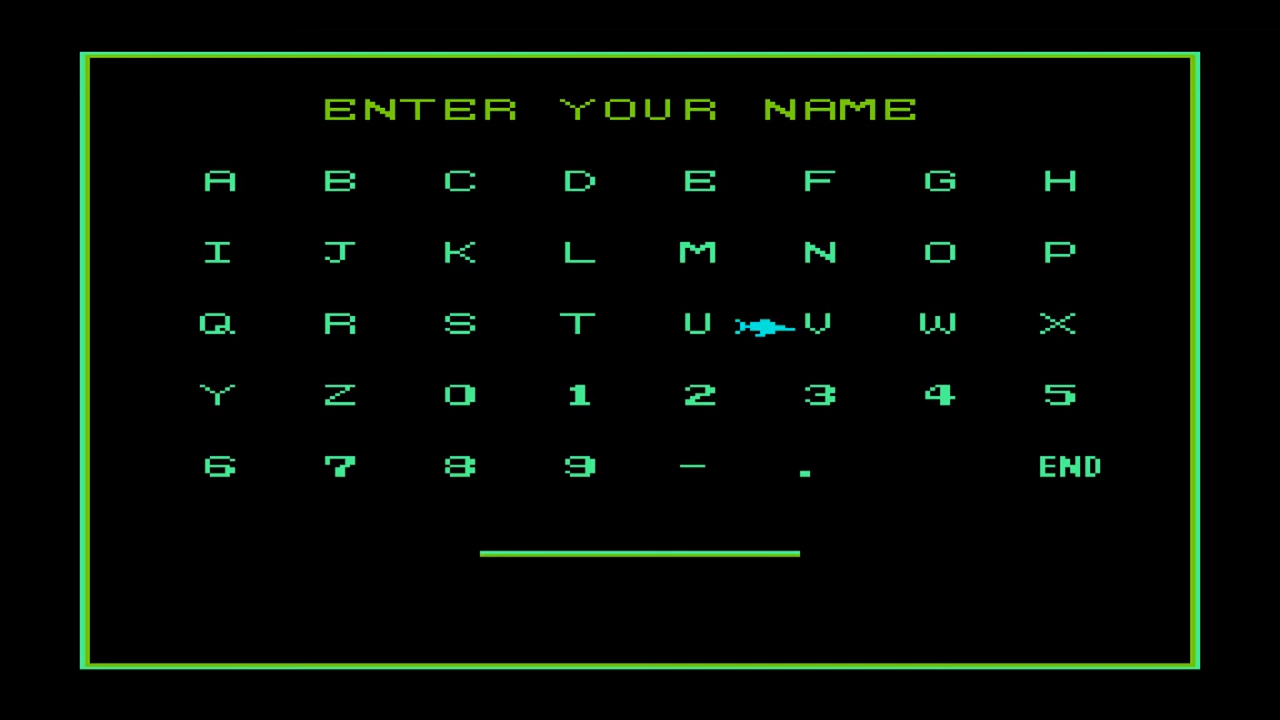 ENTER YOUR NAME
A B C D E F G H
I J K L M N O P
Q R S T U V W X
Y Z 0 1 2 3 4 5
6 7 8 9 - . END